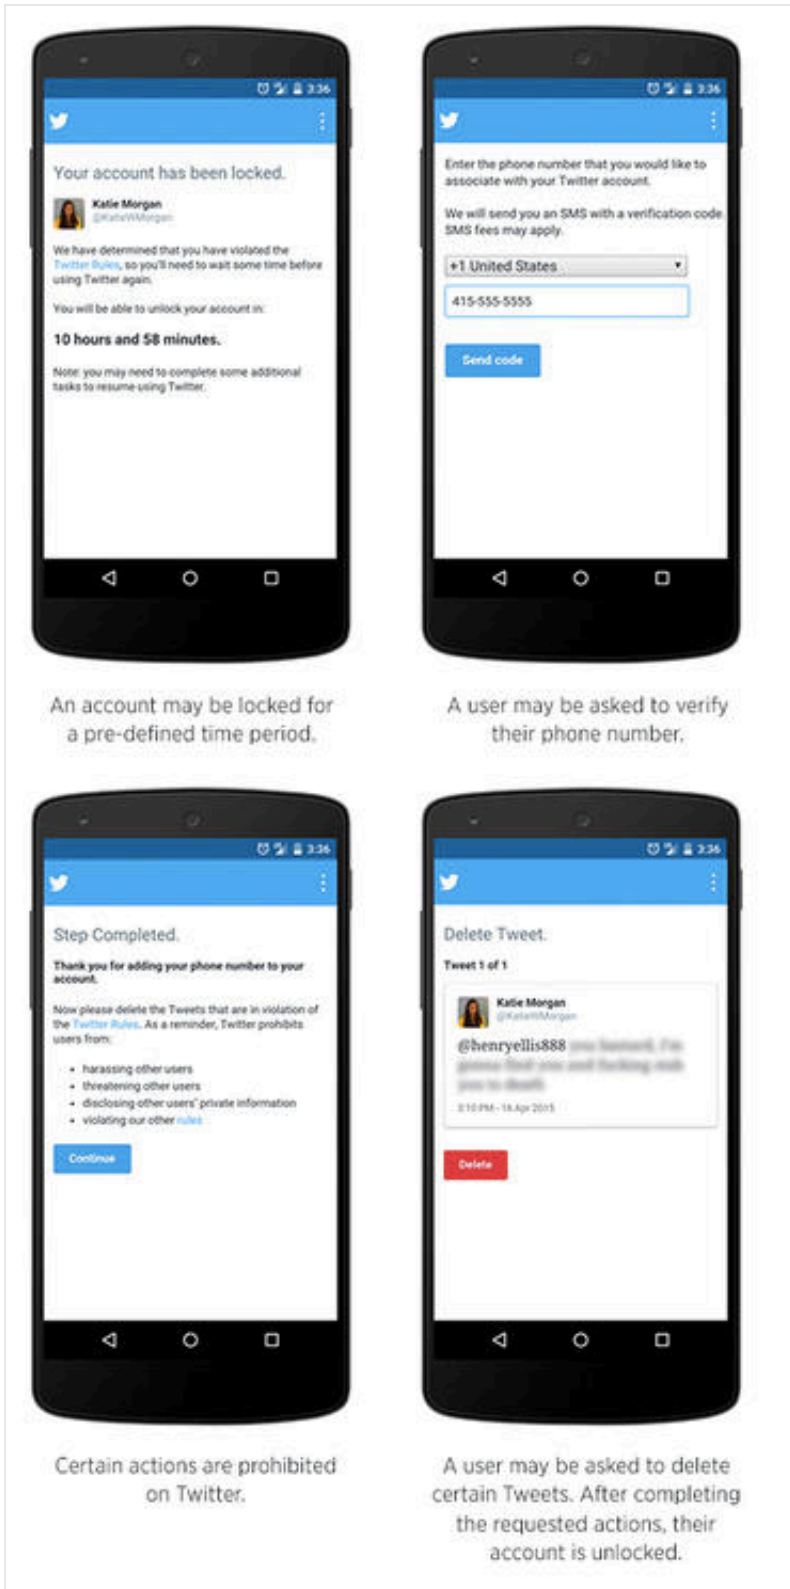 3:36
Your account has been locked.
Katie Morgan
@KatieWMorgan
We have determined that you have violated the
Twitter Rules, so you'll need to wait some time before
using Twitter again.
You will be able to unlock your account in:
10 hours and 58 minutes.
Note: you may need to complete some additional
tasks to resume using Twitter.
An account may be locked for
a pre-defined time period.
3:36
Enter the phone number that you would like to
associate with your Twitter account.
We will send you an SMS with a verification code.
SMS fees may apply.
+1 United States
415-555-5555
Send code
A user may be asked to verify
their phone number.
3:36
Step Completed.
Thank you for adding your phone number to your
account.
Now please delete the Tweets that are in violation of
the Twitter Rules. As a reminder, Twitter prohibits
users from:
• harassing other users
• threatening other users
• disclosing other users' private information
• violating our other rules
Continue
Certain actions are prohibited
on Twitter.
3:36
Delete Tweet.
Tweet 1 of 1
Katie Morgan
@KatieWMorgan
@henryellis888
3:10 PM - 16 Apr 2015
Delete
A user may be asked to delete
certain Tweets. After completing
the requested actions, their
account is unlocked.